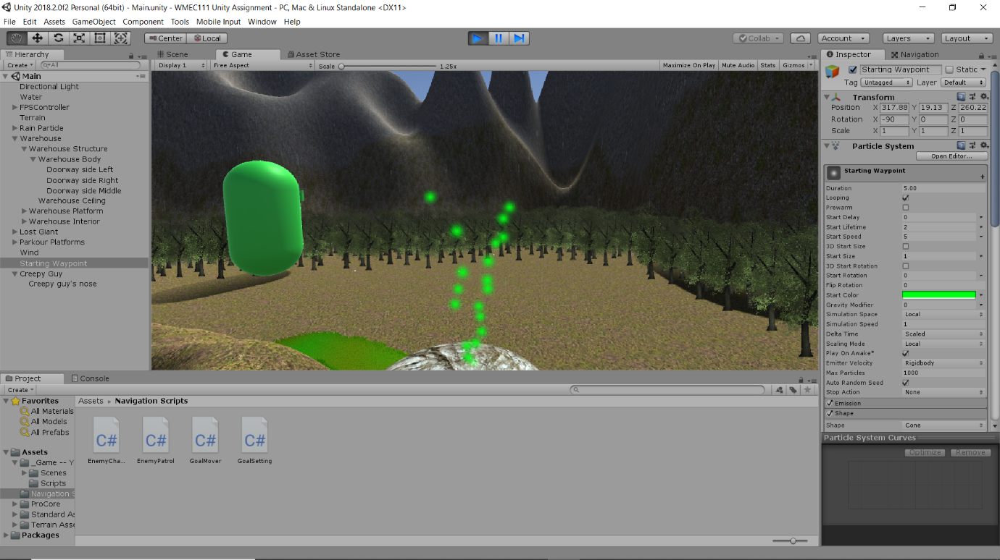 Unity 2018.2.0f2 Personal (64bit) - Main.unity - WMEC111 Unity Assignment - PC, Mac & Linux Standalone <DX11>
File Edit Assets GameObject Component Tools Mobile Input Window Help
Center Local Collab Account Layers Layout
Hierarchy
Create All
Main
Directional Light
Water
FPSController
Terrain
Rain Particle
Warehouse
Warehouse Structure
Warehouse Body
Doorway side Left
Doorway side Right
Doorway side Middle
Warehouse Ceiling
Warehouse Platform
Warehouse Interior
Lost Giant
Parkour Platforms
Wind
Starting Waypoint
Creepy Guy
Creepy guy's nose
Scene Game Asset Store
Display 1 Free Aspect Scale 1.25x Maximize On Play Mute Audio Stats Gizmos
Inspector Navigation
Starting Waypoint Static
Tag Untagged Layer Default
Transform
Position X 317.88 Y 19.13 Z 260.22
Rotation X -90 Y 0 Z 0
Scale X 1 Y 1 Z 1
Particle System
Open Editor...
Starting Waypoint
Duration 5.00
Looping
Prewarm
Start Delay 0
Start Lifetime 2
Start Speed 5
3D Start Size
Start Size 1
3D Start Rotation
Start Rotation 0
Flip Rotation 0
Start Color
Gravity Modifier 0
Simulation Space Local
Simulation Speed 1
Delta Time Scaled
Scaling Mode Local
Play On Awake*
Emitter Velocity Rigidbody
Max Particles 1000
Auto Random Seed
Stop Action None
Emission
Shape
Shape Cone
Particle System Curves
Optimize Remove
Project Console
Create
Favorites
All Materials
All Models
All Prefabs
Assets
_Game -- Y
Scenes
Scripts
Navigation S
ProCore
Standard As
Terrain Asse
Packages
Assets Navigation Scripts
C# C# C# C#
EnemyCha... EnemyPatrol GoalMover GoalSetting